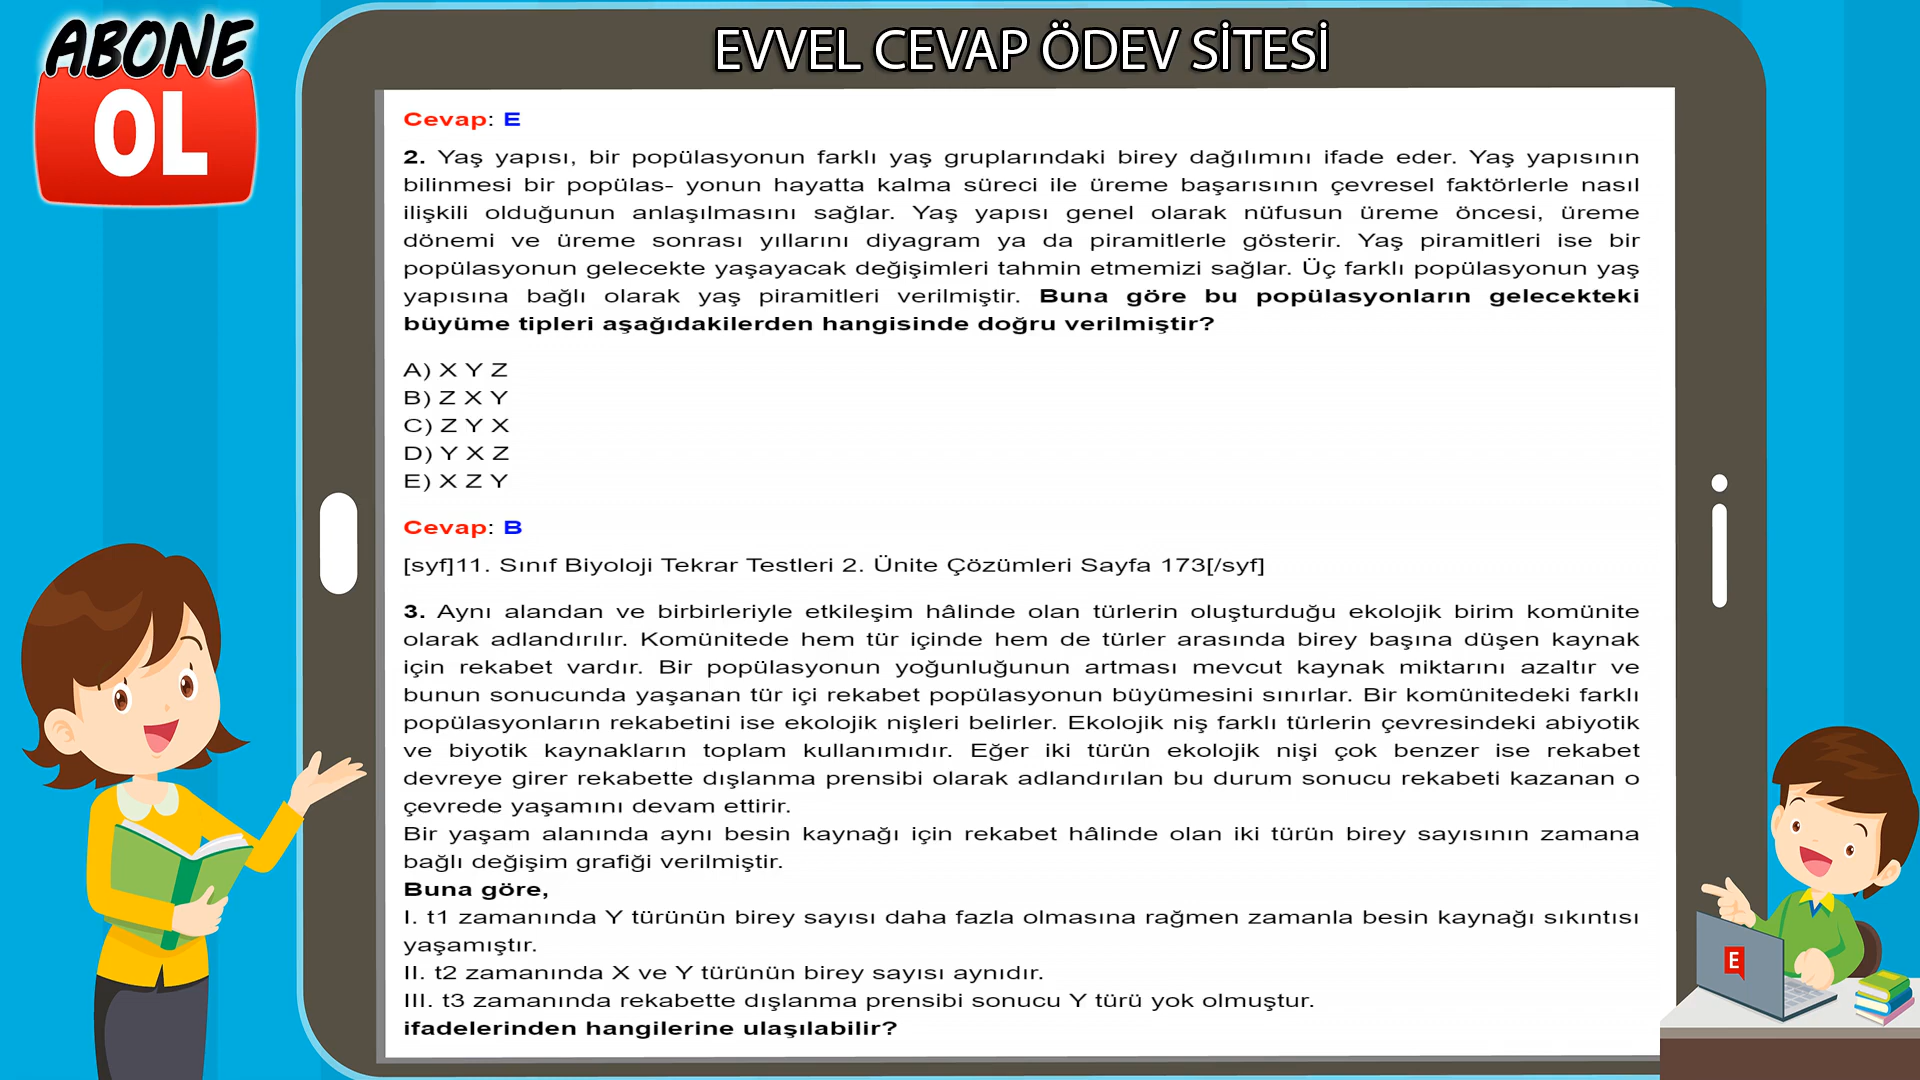 ABONE
OL
EVVEL CEVAP ÖDEV SİTESİ
Cevap: E
2. Yaş yapısı, bir popülasyonun farklı yaş gruplarındaki birey dağılımını ifade eder. Yaş yapısının
bilinmesi bir popülas- yonun hayatta kalma süreci ile üreme başarısının çevresel faktörlerle nasıl
ilişkili olduğunun anlaşılmasını sağlar. Yaş yapısı genel olarak nüfusun üreme öncesi, üreme
dönemi ve üreme sonrası yıllarını diyagram ya da piramitlerle gösterir. Yaş piramitleri ise bir
popülasyonun gelecekte yaşayacak değişimleri tahmin etmemizi sağlar. Üç farklı popülasyonun yaş
yapısına bağlı olarak yaş piramitleri verilmiştir. Buna göre bu popülasyonların gelecekteki
büyüme tipleri aşağıdakilerden hangisinde doğru verilmiştir?
A) X Y Z
B) Z X Y
C) Z Y X
D) Y X Z
E) X Z Y
Cevap: B
[syf]11. Sınıf Biyoloji Tekrar Testleri 2. Ünite Çözümleri Sayfa 173[/syf]
3. Aynı alandan ve birbirleriyle etkileşim hâlinde olan türlerin oluşturduğu ekolojik birim komünite
olarak adlandırılır. Komünitede hem tür içinde hem de türler arasında birey başına düşen kaynak
için rekabet vardır. Bir popülasyonun yoğunluğunun artması mevcut kaynak miktarını azaltır ve
bunun sonucunda yaşanan tür içi rekabet popülasyonun büyümesini sınırlar. Bir komünitedeki farklı
popülasyonların rekabetini ise ekolojik nişleri belirler. Ekolojik niş farklı türlerin çevresindeki abiyotik
ve biyotik kaynakların toplam kullanımıdır. Eğer iki türün ekolojik nişi çok benzer ise rekabet
devreye girer rekabette dışlanma prensibi olarak adlandırılan bu durum sonucu rekabeti kazanan o
çevrede yaşamını devam ettirir.
Bir yaşam alanında aynı besin kaynağı için rekabet hâlinde olan iki türün birey sayısının zamana
bağlı değişim grafiği verilmiştir.
Buna göre,
I. t1 zamanında Y türünün birey sayısı daha fazla olmasına rağmen zamanla besin kaynağı sıkıntısı
yaşamıştır.
II. t2 zamanında X ve Y türünün birey sayısı aynıdır.
III. t3 zamanında rekabette dışlanma prensibi sonucu Y türü yok olmuştur.
ifadelerinden hangilerine ulaşılabilir?
E